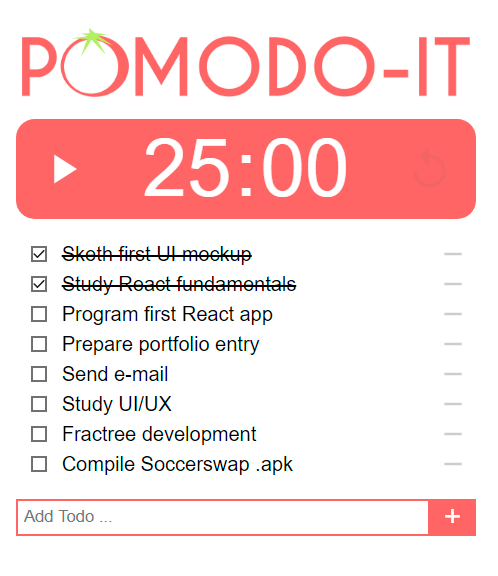 POMODO-IT
25:00
Sketh first UI mockup
Study React fundamentals
Program first React app
Prepare portfolio entry
Send e-mail
Study UI/UX
Fractree development
Compile Soccerswap .apk
Add Todo ...